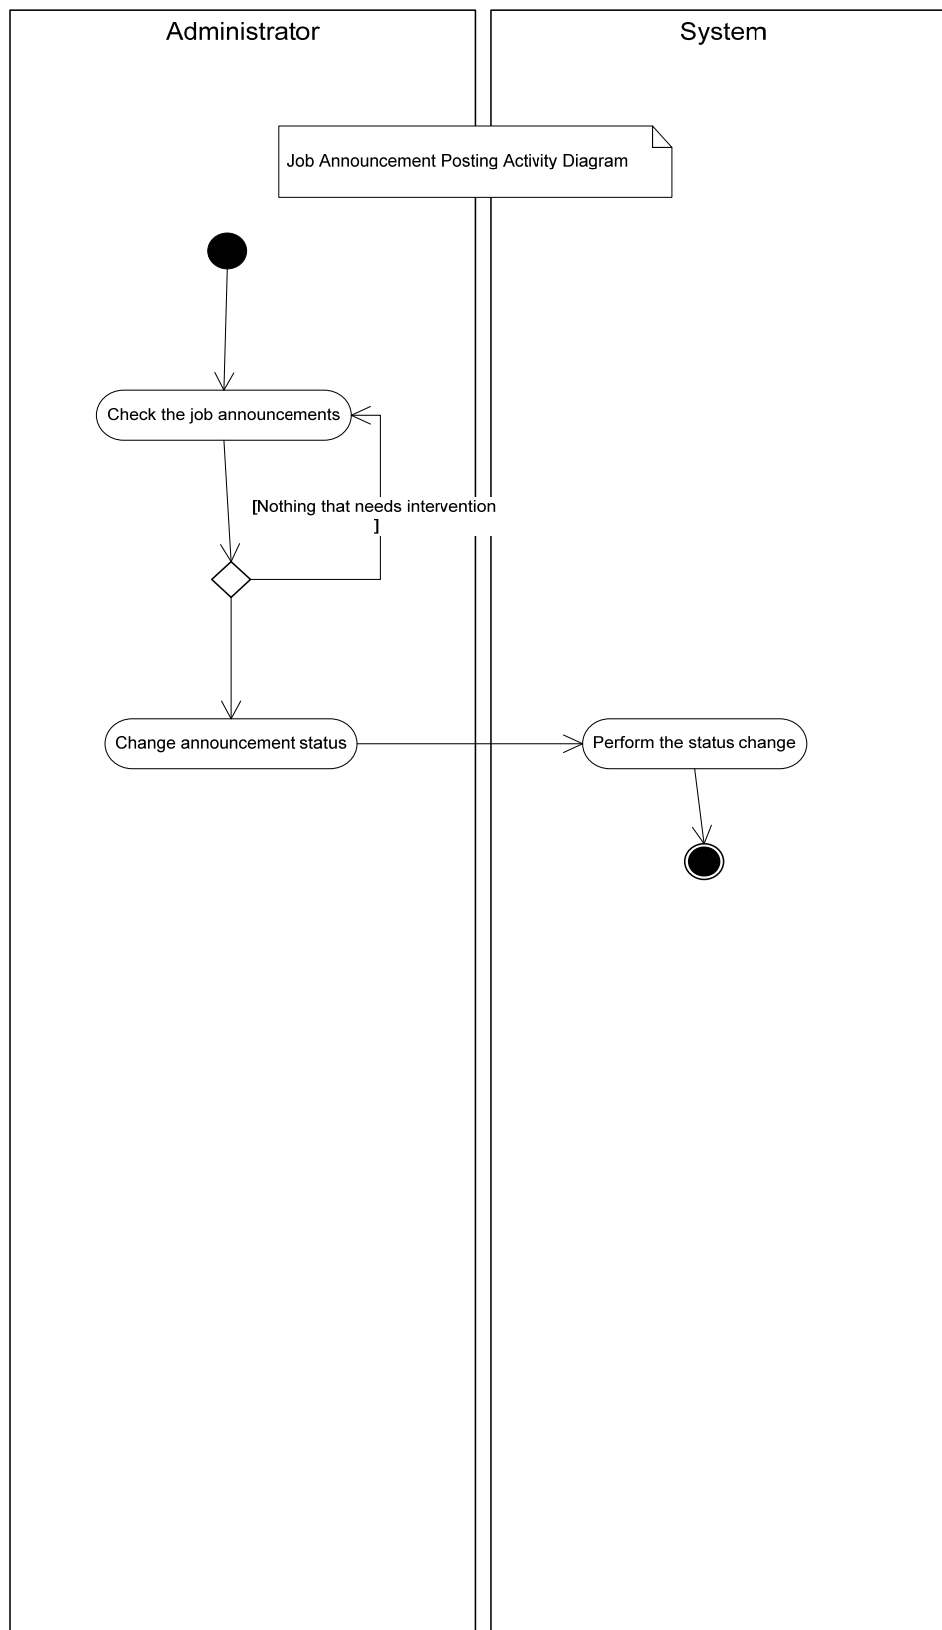 Administrator
System
Job Announcement Posting Activity Diagram
Check the job announcements
[Nothing that needs intervention
]
Change announcement status
Perform the status change